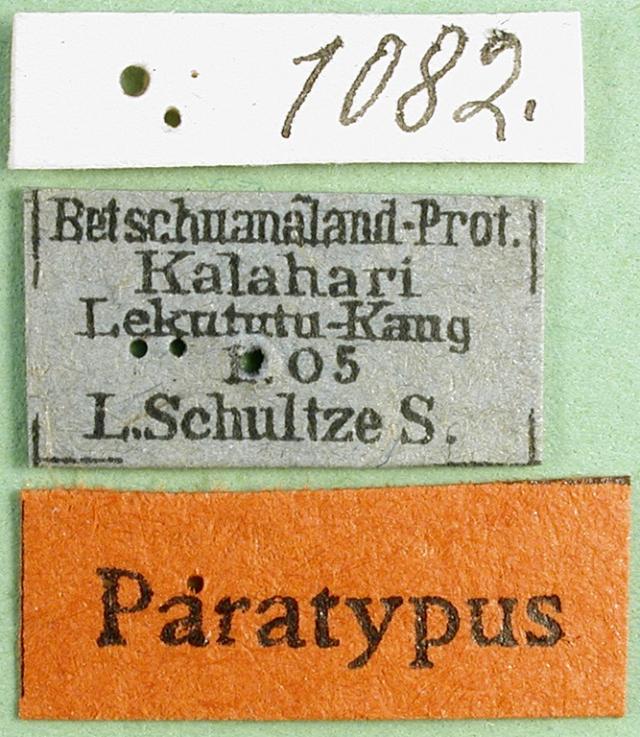 1082.
Betschuanaland-Prot.
Kalahari
Lekututu-Kang
05
L.Schultze S.
Paratypus